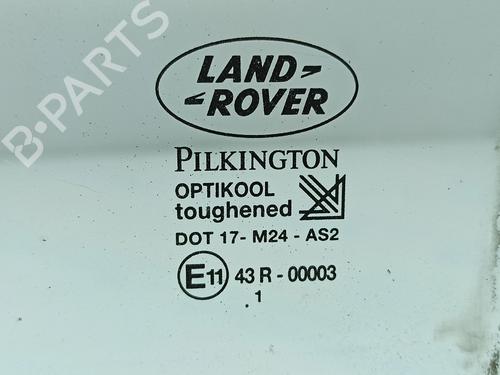 B-PARTS
LAND
ROVER
PILKINGTON
OPTIKOOL
toughened
DOT 17- M24 - AS2
E11 43 R - 00003
1